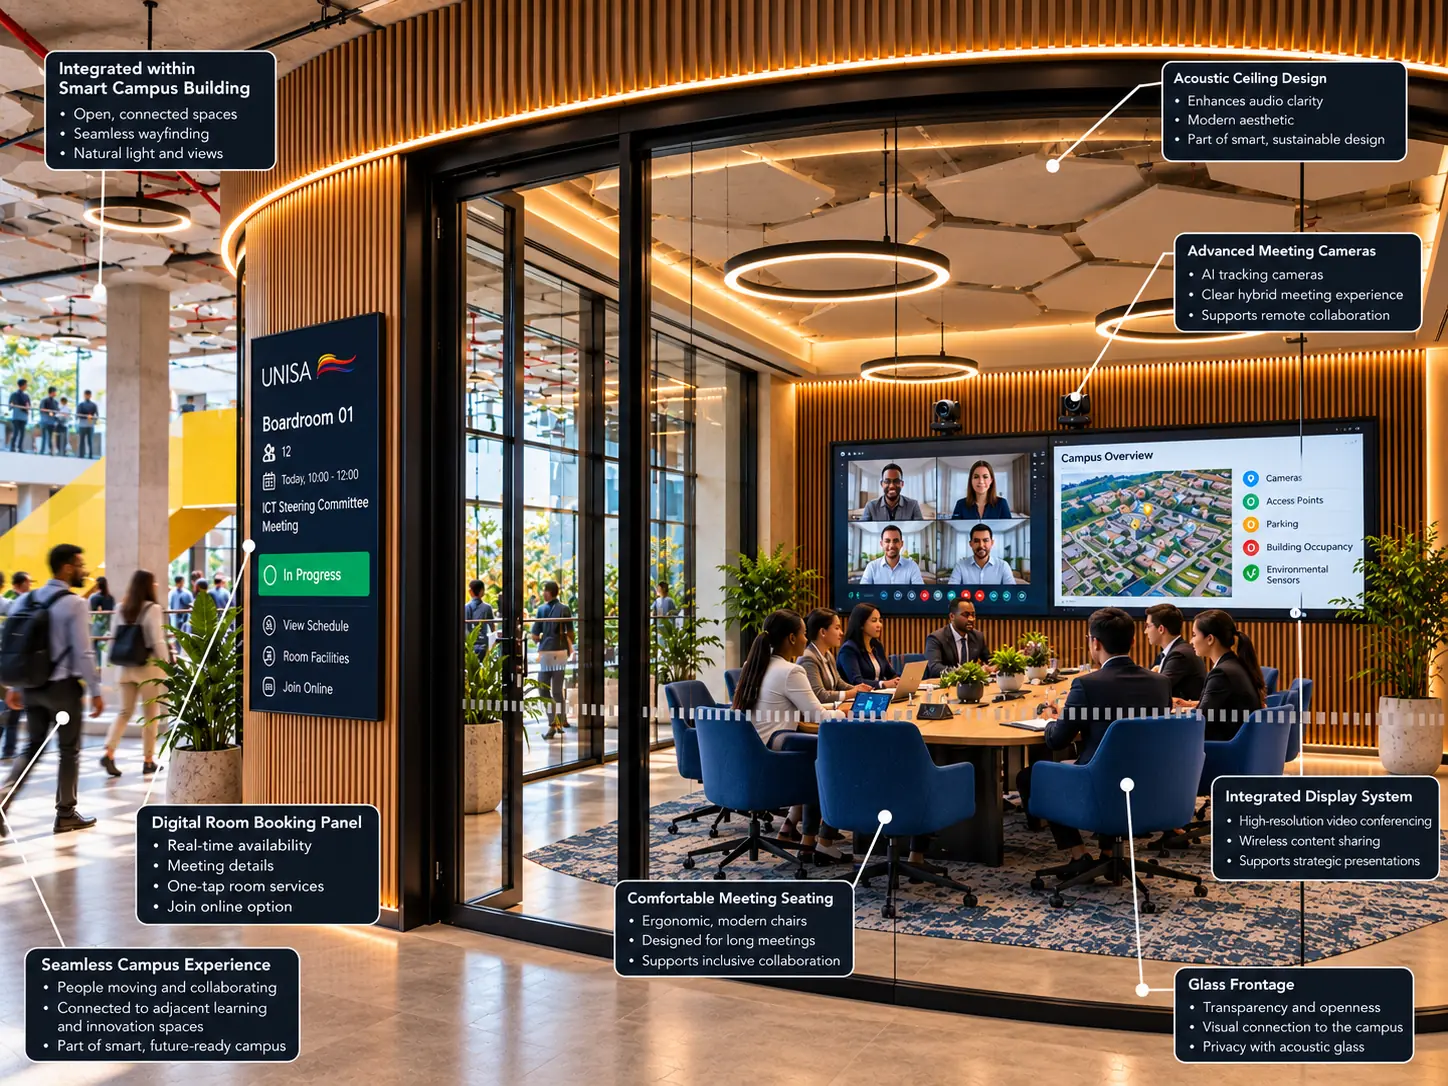 Integrated within
Smart Campus Building
• Open, connected spaces
• Seamless wayfinding
• Natural light and views
Acoustic Ceiling Design
• Enhances audio clarity
• Modern aesthetic
• Part of smart, sustainable design
Advanced Meeting Cameras
• AI tracking cameras
• Clear hybrid meeting experience
• Supports remote collaboration
UNISA
Boardroom 01
12
Today, 10:00 - 12:00
ICT Steering Committee
Meeting
In Progress
View Schedule
Room Facilities
Join Online
Campus Overview
Cameras
Access Points
Parking
Building Occupancy
Environmental
Sensors
Digital Room Booking Panel
• Real-time availability
• Meeting details
• One-tap room services
• Join online option
Integrated Display System
• High-resolution video conferencing
• Wireless content sharing
• Supports strategic presentations
Comfortable Meeting Seating
• Ergonomic, modern chairs
• Designed for long meetings
• Supports inclusive collaboration
Seamless Campus Experience
• People moving and collaborating
• Connected to adjacent learning
and innovation spaces
• Part of smart, future-ready campus
Glass Frontage
• Transparency and openness
• Visual connection to the campus
• Privacy with acoustic glass